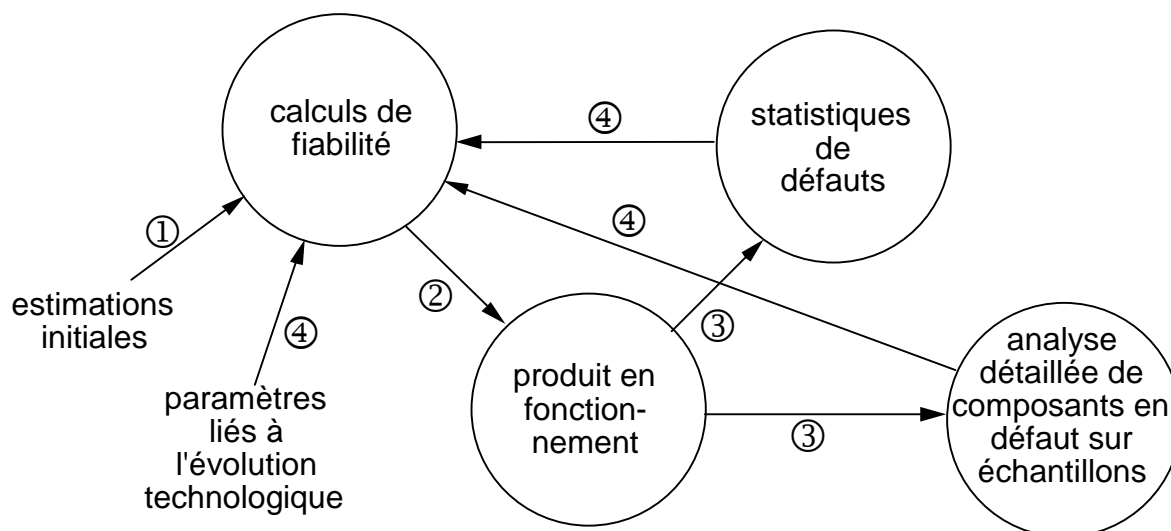 calculs de
fiabilité
④
statistiques
de
défauts
①
④
estimations
initiales
②
④
③
paramètres
liés à
l'évolution
technologique
produit en
fonction-
nement
③
analyse
détaillée de
composants en
défaut sur
échantillons